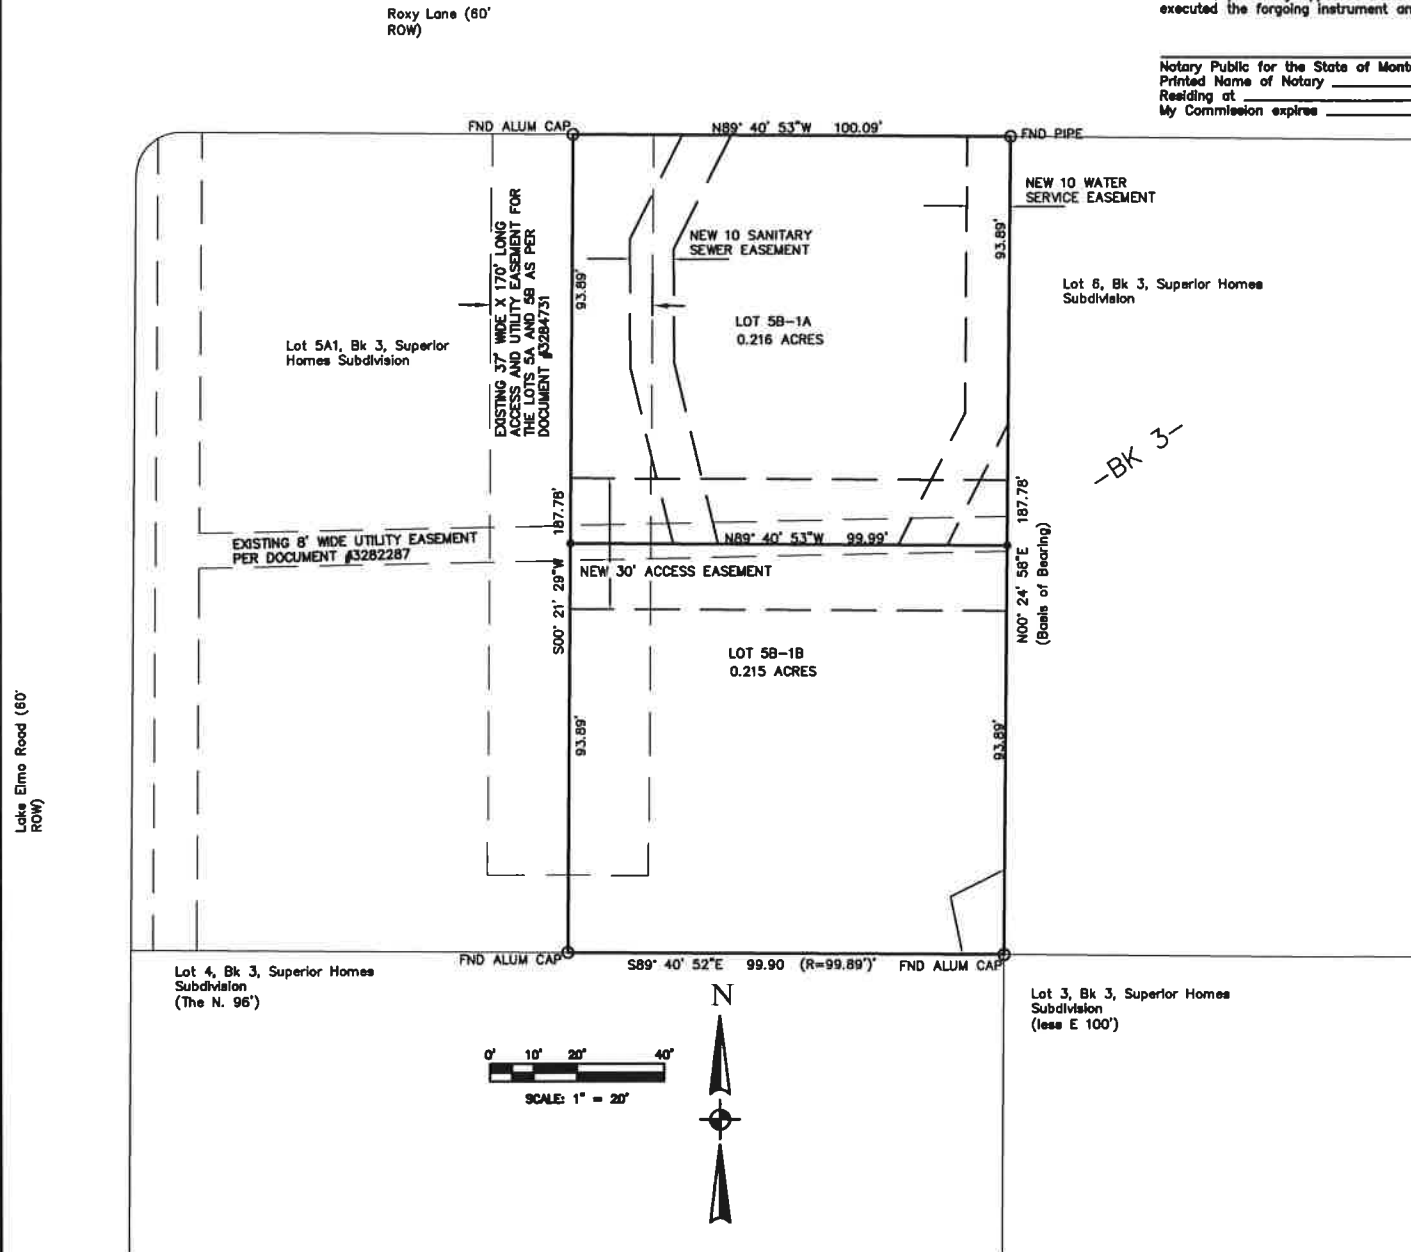 Roxy Lane (60'
ROW)
executed the forgoing instrument
Notary Public for the State of
Printed Name of Notary
Residing at
My Commission expires
FND ALUM CAP
N89° 40' 53"W 100.09'
FND PIPE
NEW 10 WATER
SERVICE EASEMENT
EXISTING 37' WIDE X 170' LONG
ACCESS AND UTILITY EASEMENT FOR
THE LOTS 5A AND 5B AS PER
DOCUMENT #3284731
93.89'
NEW 10 SANITARY
SEWER EASEMENT
93.89'
Lot 6, Bk 3, Superior Homes
Subdivision
LOT 5B-1A
0.216 ACRES
Lot 5A1, Bk 3, Superior
Homes Subdivision
-BK 3-
187.78'
S00° 21' 29"W
187.78'
N00° 24' 58"E
(Basis of Bearing)
EXISTING 8' WIDE UTILITY EASEMENT
PER DOCUMENT #3282287
N89° 40' 53"W 99.99'
NEW 30' ACCESS EASEMENT
LOT 5B-1B
0.215 ACRES
Lake Elmo Road (60'
ROW)
93.89'
93.89'
FND ALUM CAP
S89° 40' 52"E 99.90 (R=99.89')'
FND ALUM CAP
Lot 4, Bk 3, Superior Homes
Subdivision
(The N. 96')
Lot 3, Bk 3, Superior Homes
Subdivision
(less E 100')
N
0' 10' 20' 40'
SCALE: 1" = 20'